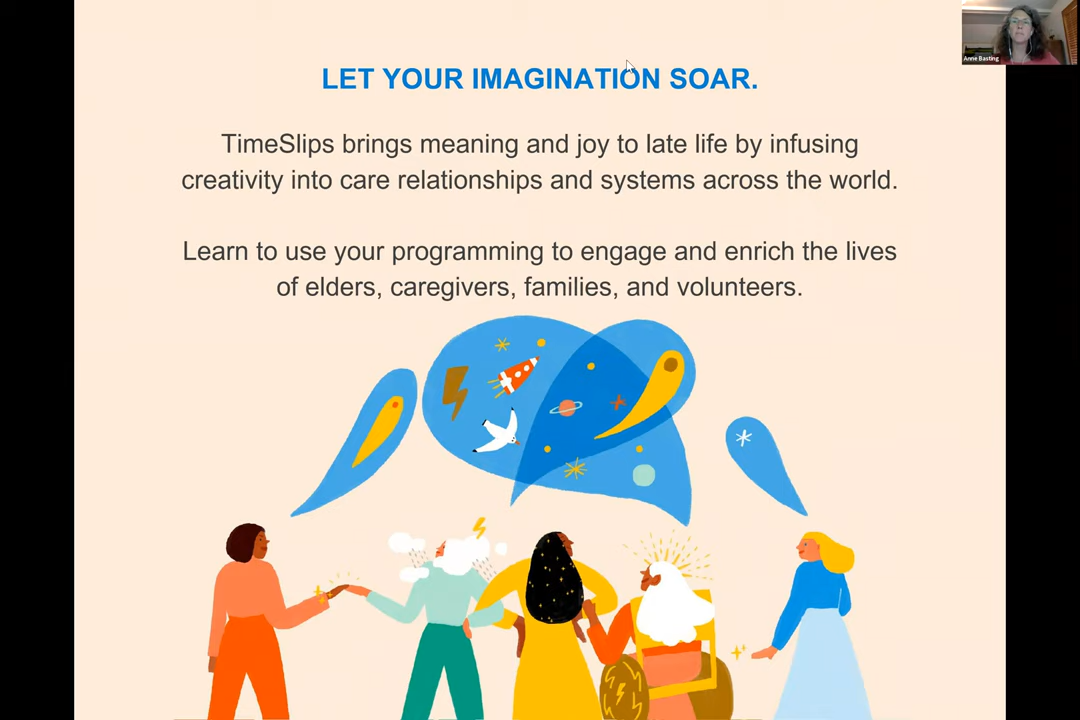 LET YOUR IMAGINATION SOAR.
TimeSlips brings meaning and joy to late life by infusing
creativity into care relationships and systems across the world.
Learn to use your programming to engage and enrich the lives
of elders, caregivers, families, and volunteers.
Anne Basting